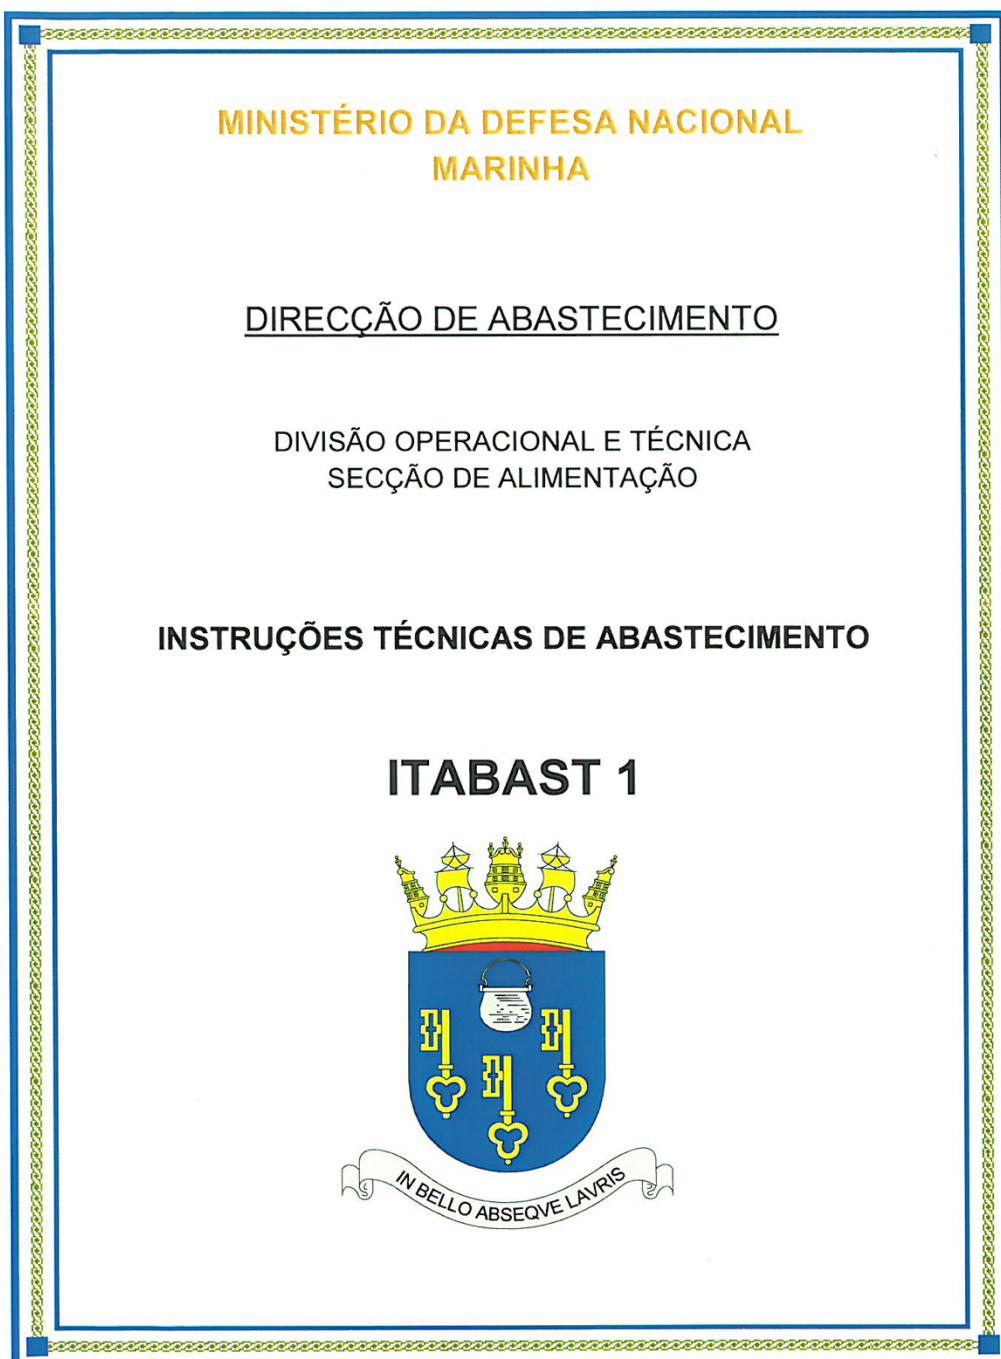 MINISTÉRIO DA DEFESA NACIONAL
MARINHA
DIRECÇÃO DE ABASTECIMENTO
DIVISÃO OPERACIONAL E TÉCNICA
SECÇÃO DE ALIMENTAÇÃO
INSTRUÇÕES TÉCNICAS DE ABASTECIMENTO
ITABAST 1
IN BELLO ABSEQVE LAVRIS